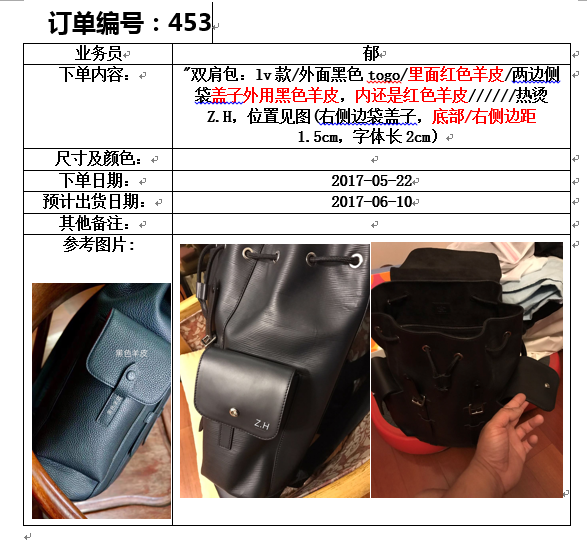 订单编号：453
业务员
郁
下单内容：
"双肩包：lv 款/外面黑色 togo/里面红色羊皮/两边侧
袋盖子外用黑色羊皮，内还是红色羊皮//////热烫
Z.H，位置见图(右侧边袋盖子，底部/右侧边距
1.5cm，字体长 2cm）
尺寸及颜色：
下单日期：
2017-05-22
预计出货日期：
2017-06-10
其他备注：
参考图片:
黑色羊皮
Z.H